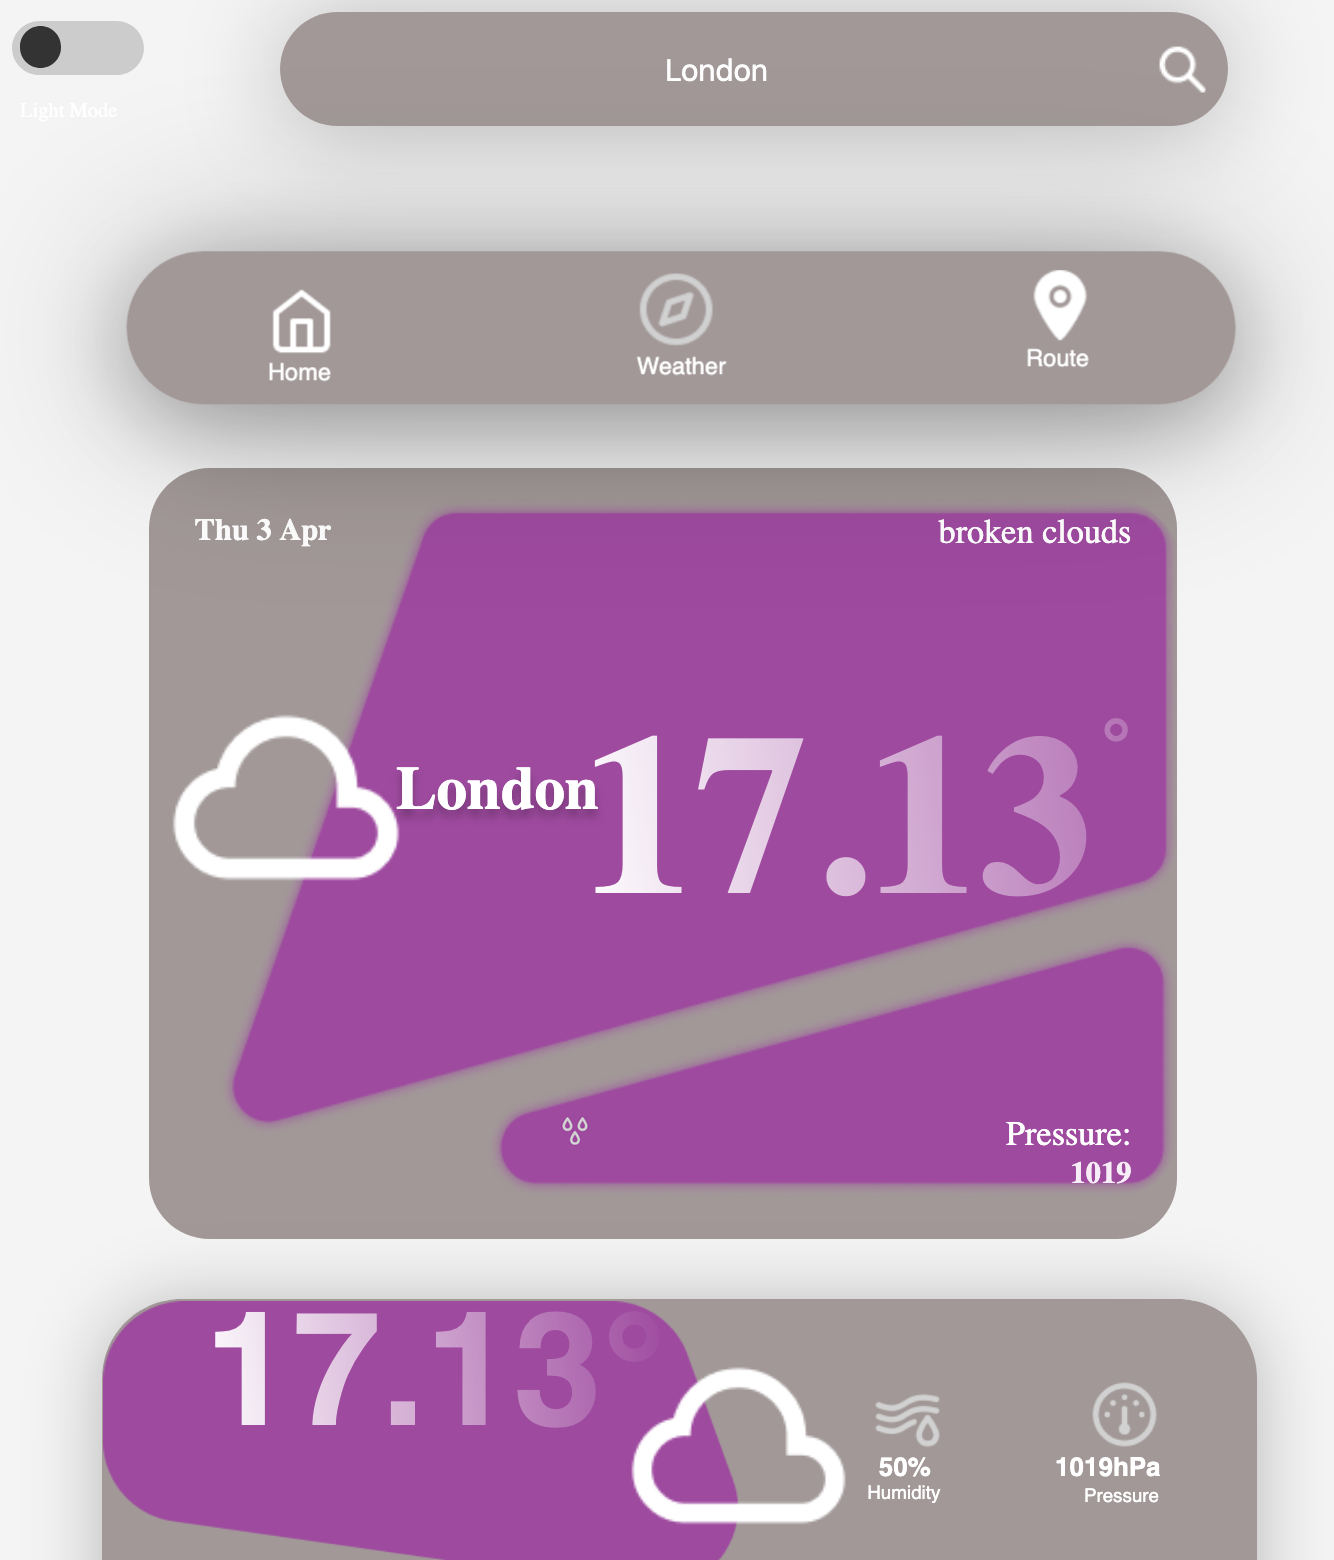 London
Light Mode
Home
Weather
Route
Thu 3 Apr
broken clouds
London
17.13°
Pressure:
1019
17.13°
50%
Humidity
1019hPa
Pressure